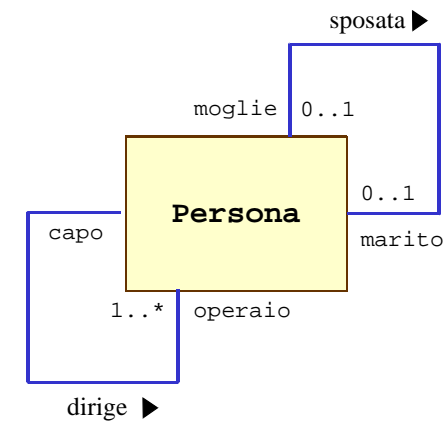 sposata ▶
moglie 0..1
0..1
Persona
capo
marito
1..* operaio
dirige ▶